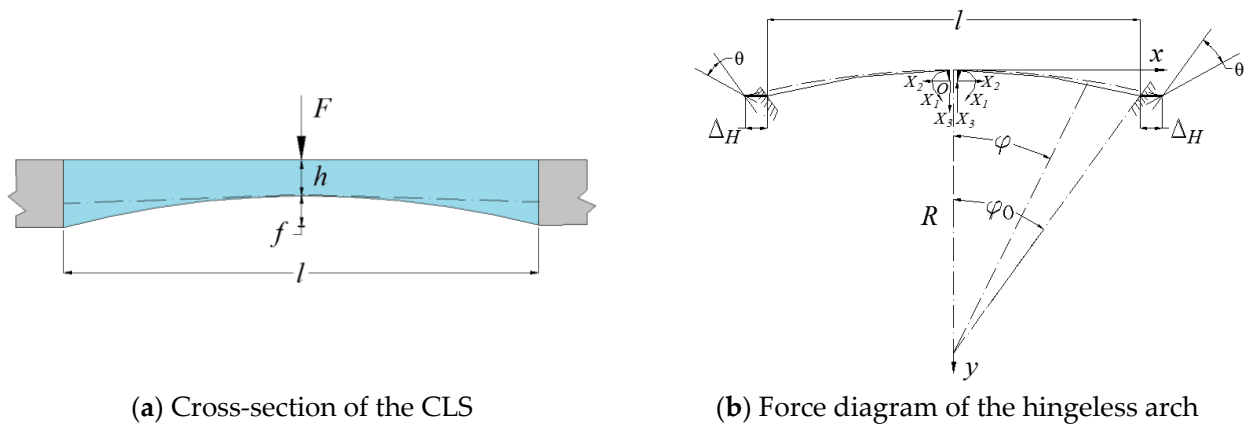 F
h
f
l
(a) Cross-section of the CLS
l
x
θ
θ
X₂
O
X₂
X₁
X₁
X₃
X₃
Δ_H
Δ_H
φ
φ₀
R
y
(b) Force diagram of the hingeless arch